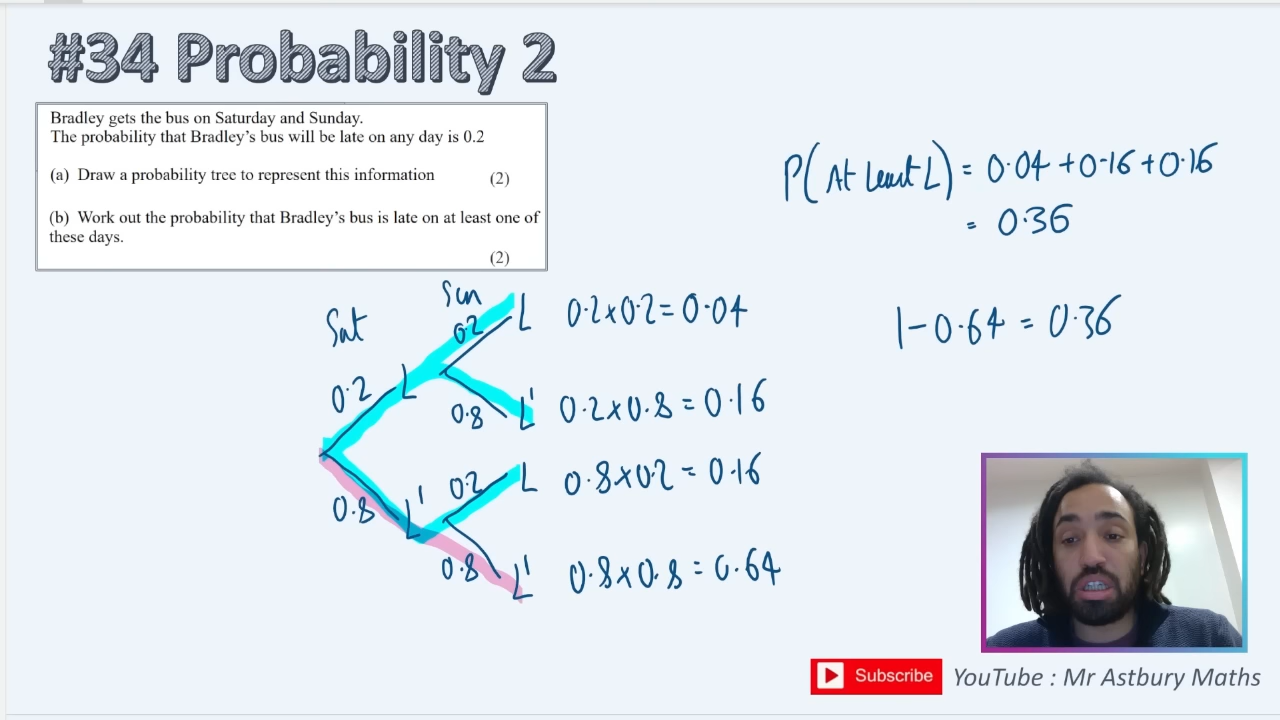 #34 Probability 2
Bradley gets the bus on Saturday and Sunday.
The probability that Bradley's bus will be late on any day is 0.2
(a) Draw a probability tree to represent this information
(2)
(b) Work out the probability that Bradley's bus is late on at least one of
these days.
(2)
P(At Least L) = 0.04 + 0.16 + 0.16
= 0.36
1 - 0.64 = 0.36
Sat
Sun
0.2 L
0.2 L 0.2 x 0.2 = 0.04
0.8 L' 0.2 x 0.8 = 0.16
0.8 L'
0.2 L 0.8 x 0.2 = 0.16
0.8 L' 0.8 x 0.8 = 0.64
Subscribe
YouTube : Mr Astbury Maths